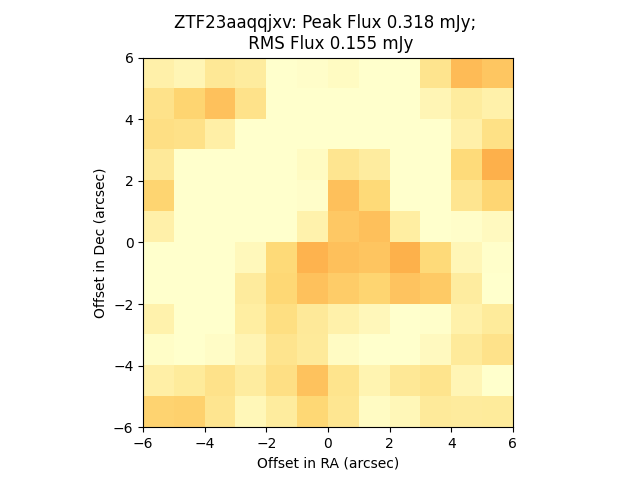 ZTF23aaqqjxv: Peak Flux 0.318 mJy;
RMS Flux 0.155 mJy
6
4
2
0
−2
−4
−6
Offset in Dec (arcsec)
−6 −4 −2 0 2 4 6
Offset in RA (arcsec)